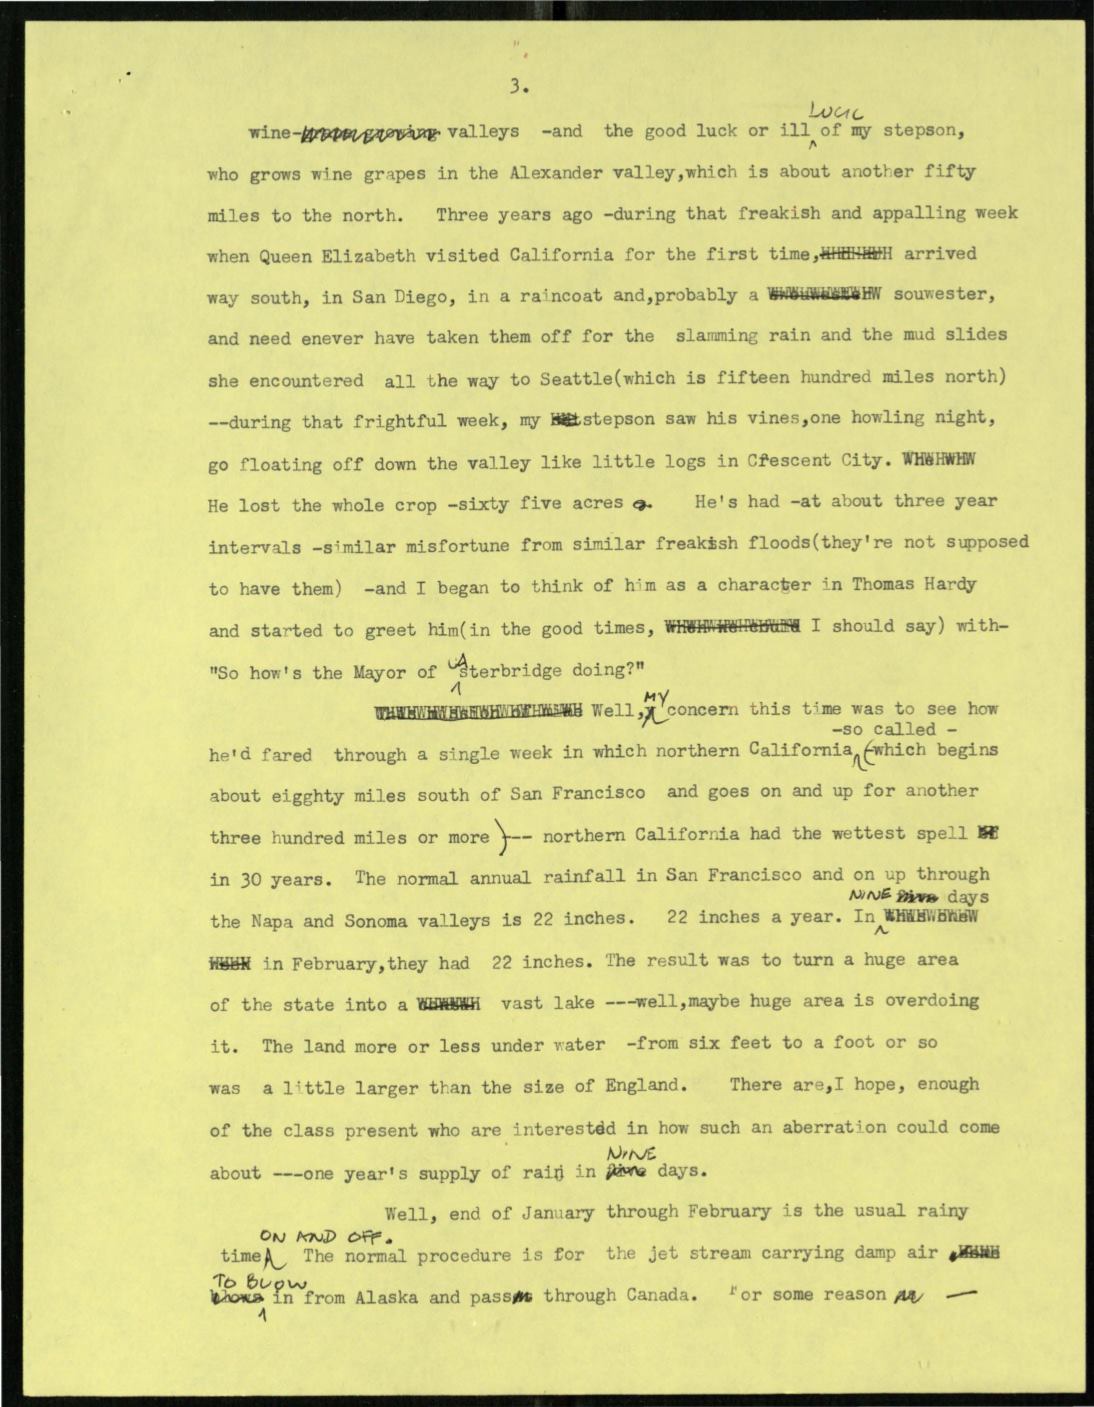 3.
wine- valleys -and the good luck or ill LUCK of my stepson,
who grows wine grapes in the Alexander valley,which is about another fifty
miles to the north. Three years ago -during that freakish and appalling week
when Queen Elizabeth visited California for the first time, arrived
way south, in San Diego, in a raincoat and,probably a souwester,
and need enever have taken them off for the slamming rain and the mud slides
she encountered all the way to Seattle(which is fifteen hundred miles north)
--during that frightful week, my stepson saw his vines,one howling night,
go floating off down the valley like little logs in Crescent City.
He lost the whole crop -sixty five acres. He's had -at about three year
intervals -similar misfortune from similar freakish floods(they're not supposed
to have them) -and I began to think of him as a character in Thomas Hardy
and started to greet him(in the good times, I should say) with-
"So how's the Mayor of sterbridge doing?"
Well, MY concern this time was to see how
-so called -
he'd fared through a single week in which northern California (which begins
about eigghty miles south of San Francisco and goes on and up for another
three hundred miles or more )-- northern California had the wettest spell
in 30 years. The normal annual rainfall in San Francisco and on up through
NINE days
the Napa and Sonoma valleys is 22 inches. 22 inches a year. In
in February,they had 22 inches. The result was to turn a huge area
of the state into a vast lake ---well,maybe huge area is overdoing
it. The land more or less under water -from six feet to a foot or so
was a little larger than the size of England. There are,I hope, enough
of the class present who are interested in how such an aberration could come
about ---one year's supply of rain in NINE days.
Well, end of January through February is the usual rainy
time ON AND OFF. The normal procedure is for the jet stream carrying damp air
TO BLOW in from Alaska and pass through Canada. For some reason —